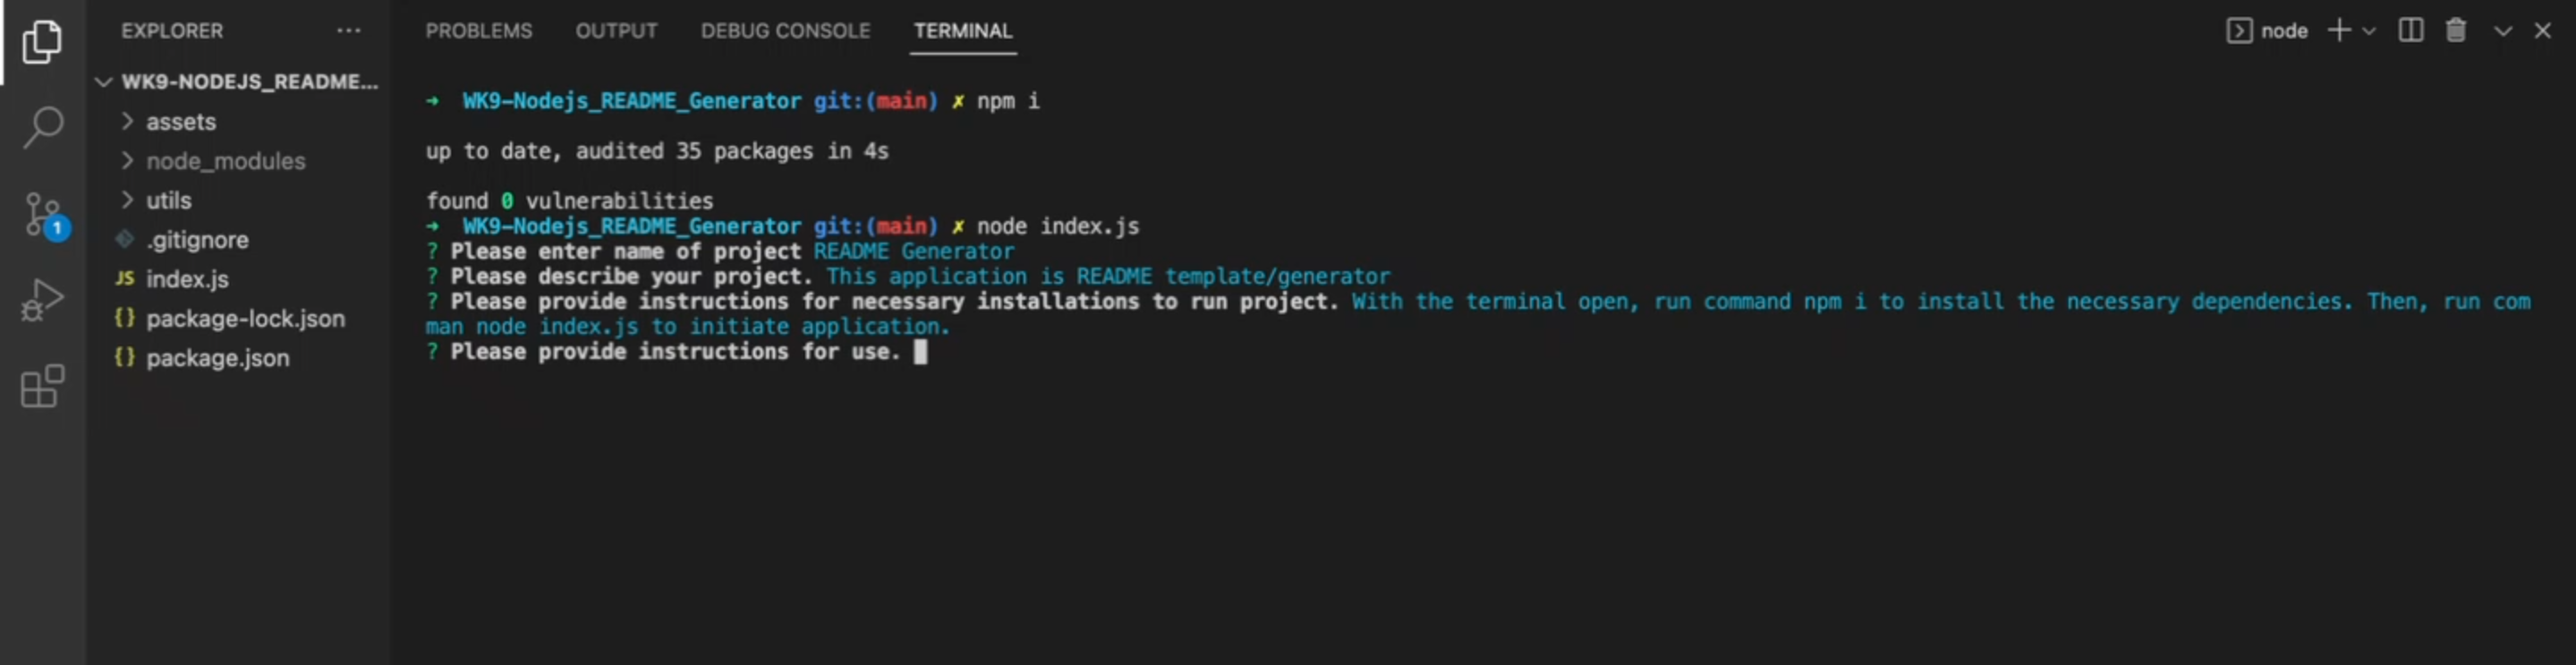 EXPLORER ...
WK9-NODEJS_README...
assets
node_modules
utils
.gitignore
JS index.js
{} package-lock.json
{} package.json
1
PROBLEMS OUTPUT DEBUG CONSOLE TERMINAL
node
→ WK9-Nodejs_README_Generator git:(main) ✗ npm i
up to date, audited 35 packages in 4s
found 0 vulnerabilities
→ WK9-Nodejs_README_Generator git:(main) ✗ node index.js
? Please enter name of project README Generator
? Please describe your project. This application is README template/generator
? Please provide instructions for necessary installations to run project. With the terminal open, run command npm i to install the necessary dependencies. Then, run com
man node index.js to initiate application.
? Please provide instructions for use.